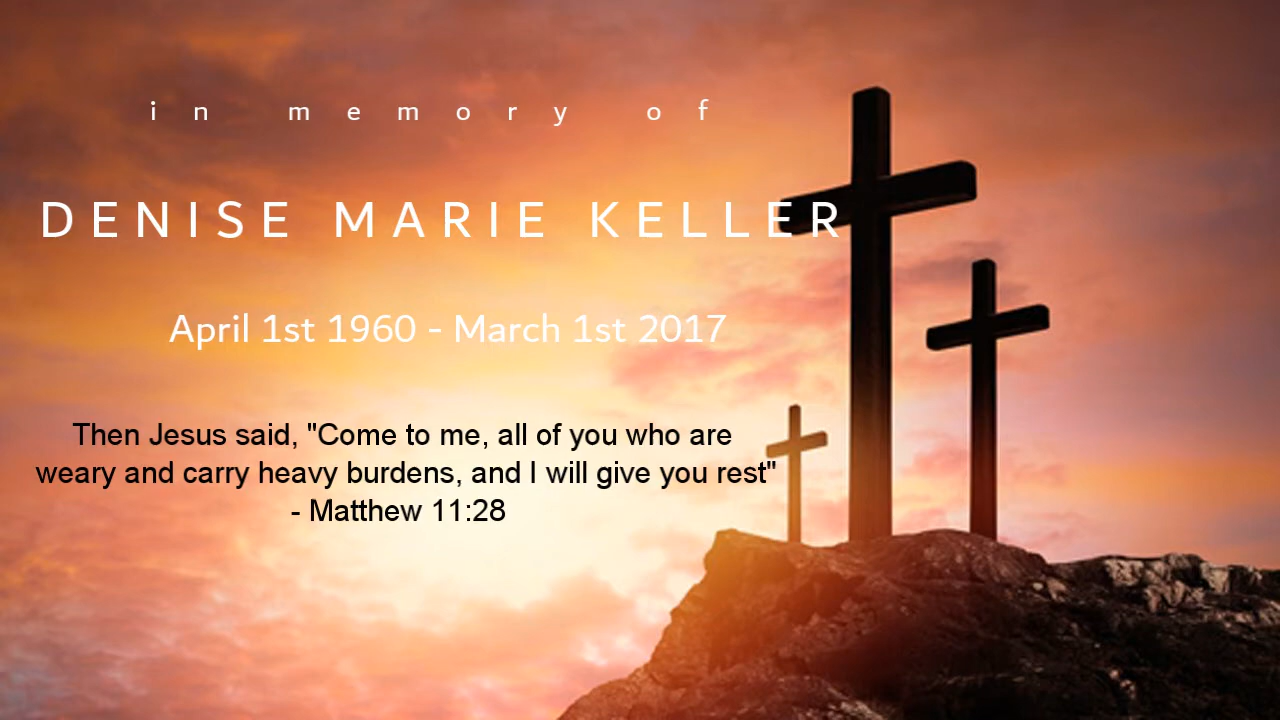 in memory of
DENISE MARIE KELLER
April 1st 1960 - March 1st 2017
Then Jesus said, "Come to me, all of you who are
weary and carry heavy burdens, and I will give you rest"
- Matthew 11:28